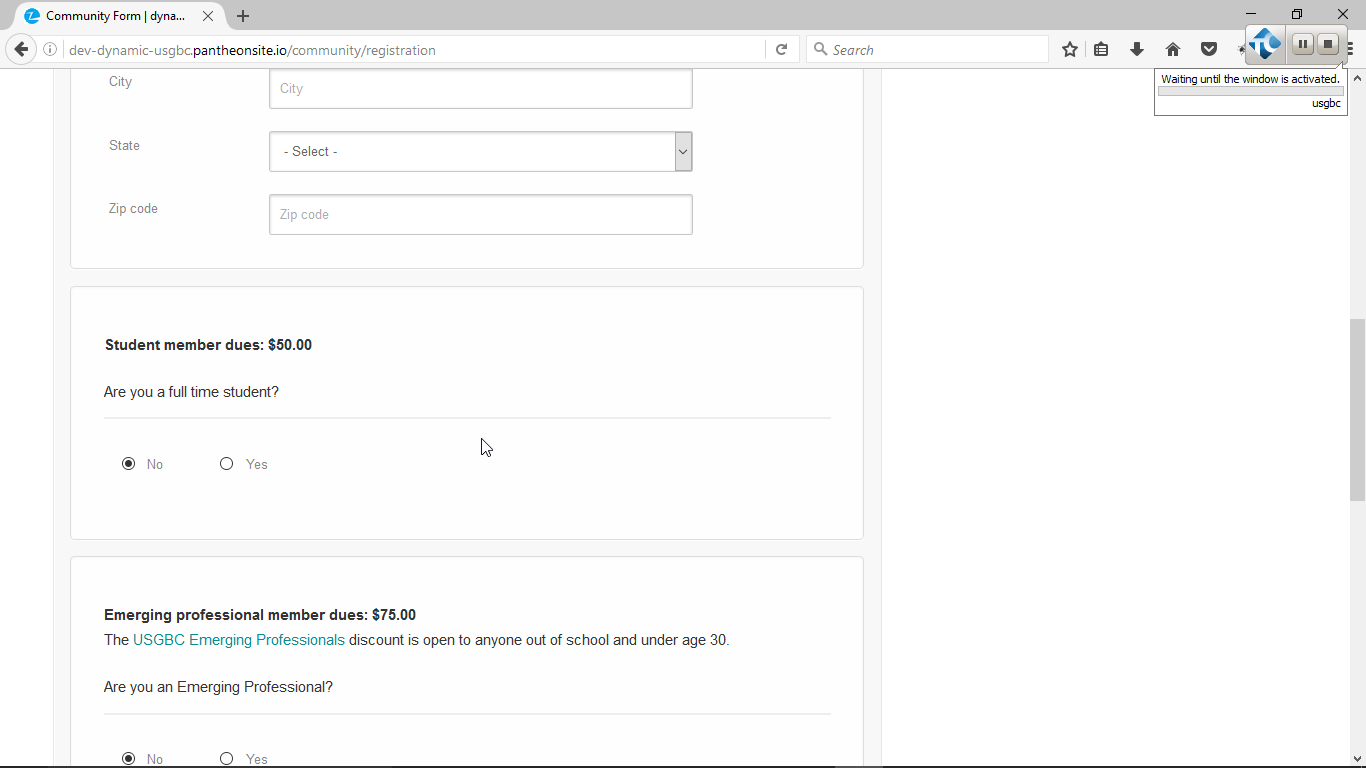 Community Form | dyna...
dev-dynamic-usgbc.pantheonsite.io/community/registration
Search
Waiting until the window is activated.
usgbc
City
City
State
- Select -
Zip code
Zip code
Student member dues: $50.00
Are you a full time student?
No Yes
Emerging professional member dues: $75.00
The USGBC Emerging Professionals discount is open to anyone out of school and under age 30.
Are you an Emerging Professional?
No Yes